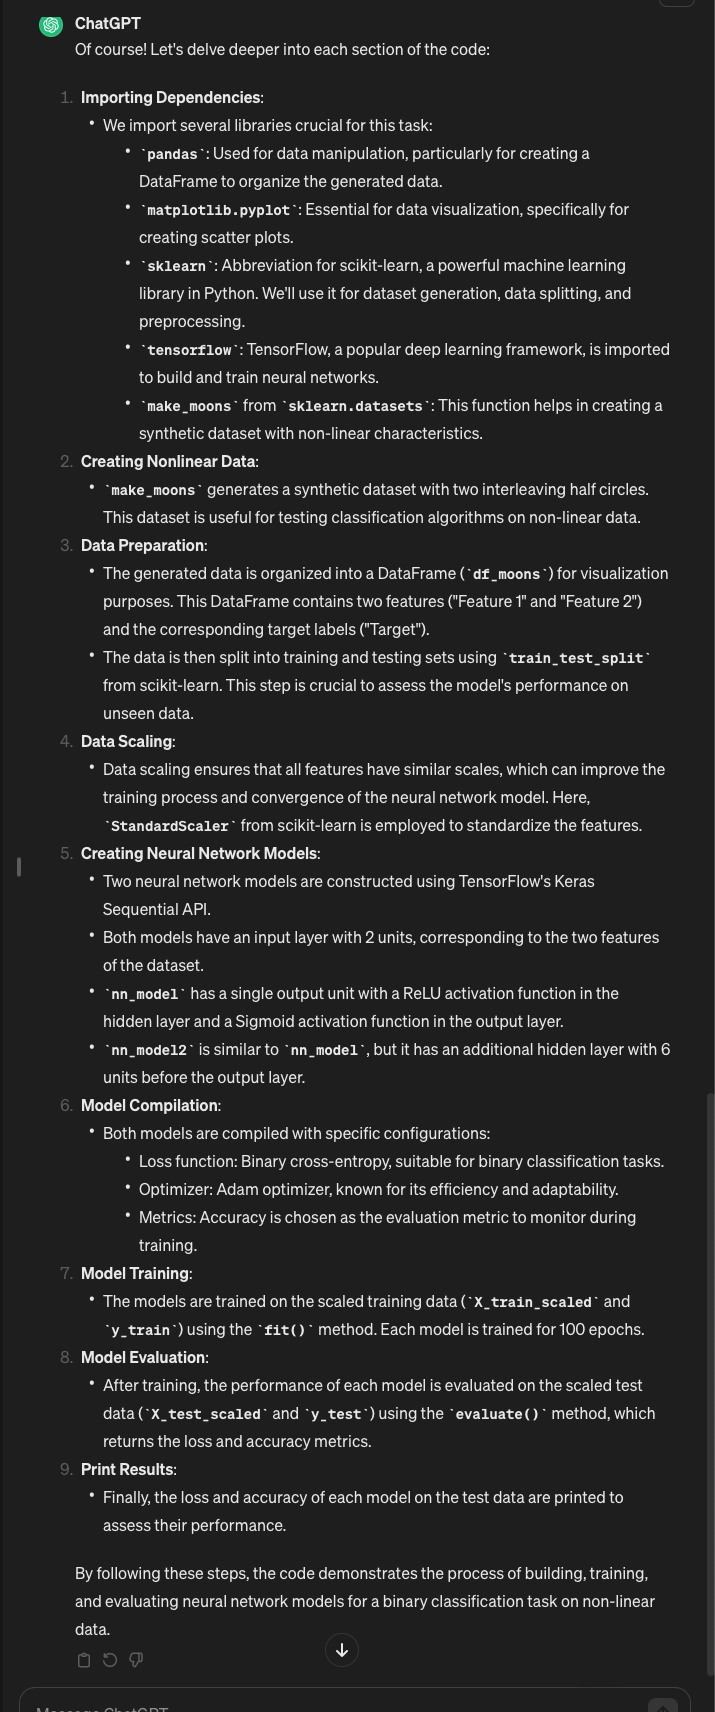 ChatGPT
Of course! Let's delve deeper into each section of the code:
1. Importing Dependencies:
• We import several libraries crucial for this task:
• `pandas`: Used for data manipulation, particularly for creating a
DataFrame to organize the generated data.
• `matplotlib.pyplot`: Essential for data visualization, specifically for
creating scatter plots.
• `sklearn`: Abbreviation for scikit-learn, a powerful machine learning
library in Python. We'll use it for dataset generation, data splitting, and
preprocessing.
• `tensorflow`: TensorFlow, a popular deep learning framework, is imported
to build and train neural networks.
• `make_moons` from `sklearn.datasets`: This function helps in creating a
synthetic dataset with non-linear characteristics.
2. Creating Nonlinear Data:
• `make_moons` generates a synthetic dataset with two interleaving half circles.
This dataset is useful for testing classification algorithms on non-linear data.
3. Data Preparation:
• The generated data is organized into a DataFrame (`df_moons`) for visualization
purposes. This DataFrame contains two features ("Feature 1" and "Feature 2")
and the corresponding target labels ("Target").
• The data is then split into training and testing sets using `train_test_split`
from scikit-learn. This step is crucial to assess the model's performance on
unseen data.
4. Data Scaling:
• Data scaling ensures that all features have similar scales, which can improve the
training process and convergence of the neural network model. Here,
`StandardScaler` from scikit-learn is employed to standardize the features.
5. Creating Neural Network Models:
• Two neural network models are constructed using TensorFlow's Keras
Sequential API.
• Both models have an input layer with 2 units, corresponding to the two features
of the dataset.
• `nn_model` has a single output unit with a ReLU activation function in the
hidden layer and a Sigmoid activation function in the output layer.
• `nn_model2` is similar to `nn_model`, but it has an additional hidden layer with 6
units before the output layer.
6. Model Compilation:
• Both models are compiled with specific configurations:
• Loss function: Binary cross-entropy, suitable for binary classification tasks.
• Optimizer: Adam optimizer, known for its efficiency and adaptability.
• Metrics: Accuracy is chosen as the evaluation metric to monitor during
training.
7. Model Training:
• The models are trained on the scaled training data (`X_train_scaled` and
`y_train`) using the `fit()` method. Each model is trained for 100 epochs.
8. Model Evaluation:
• After training, the performance of each model is evaluated on the scaled test
data (`X_test_scaled` and `y_test`) using the `evaluate()` method, which
returns the loss and accuracy metrics.
9. Print Results:
• Finally, the loss and accuracy of each model on the test data are printed to
assess their performance.
By following these steps, the code demonstrates the process of building, training,
and evaluating neural network models for a binary classification task on non-linear
data.
Message ChatGPT